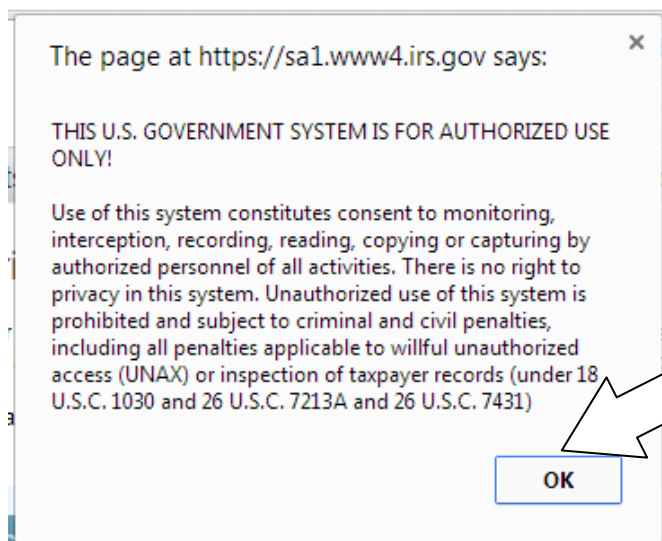 The page at https://sa1.www4.irs.gov says:
×
THIS U.S. GOVERNMENT SYSTEM IS FOR AUTHORIZED USE
ONLY!
Use of this system constitutes consent to monitoring,
interception, recording, reading, copying or capturing by
authorized personnel of all activities. There is no right to
privacy in this system. Unauthorized use of this system is
prohibited and subject to criminal and civil penalties,
including all penalties applicable to willful unauthorized
access (UNAX) or inspection of taxpayer records (under 18
U.S.C. 1030 and 26 U.S.C. 7213A and 26 U.S.C. 7431)
OK